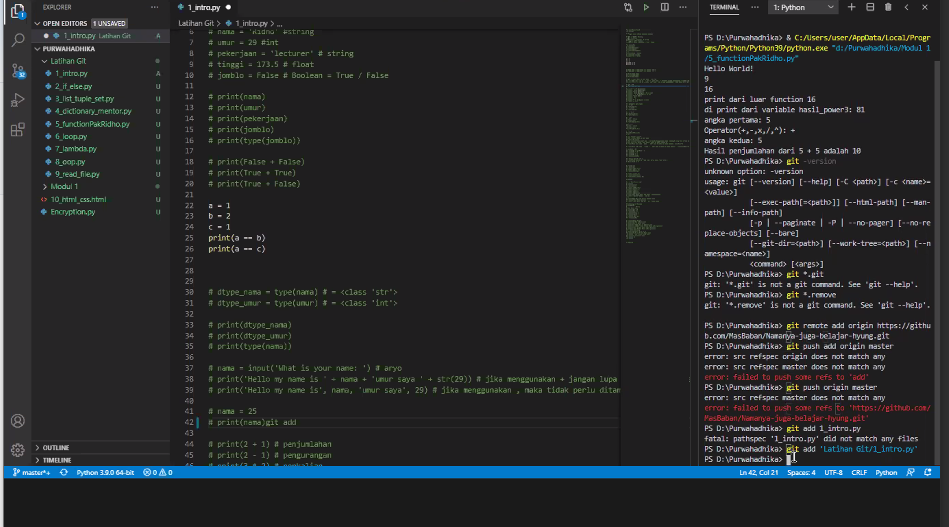 EXPLORER
OPEN EDITORS 1 UNSAVED
1_intro.py Latihan Git A
PURWAHADHIKA
Latihan Git
1_intro.py A
2_if_else.py
3_list_tuple_set.py
4_dictionary_mentor.py
5_functionPakRidho.py
6_loop.py
7_lambda.py
8_oop.py
9_read_file.py
Modul 1
10_html_css.html
Encryption.py
OUTLINE
TIMELINE
1_intro.py
Latihan Git > 1_intro.py > ...
6 # nama = 'Ridho' #string
7 # umur = 29 #int
8 # pekerjaan = 'lecturer' # string
9 # tinggi = 173.5 # float
10 # jomblo = False # Boolean = True / False
11
12 # print(nama)
13 # print(umur)
14 # print(pekerjaan)
15 # print(jomblo)
16 # print(type(jomblo))
17
18 # print(False + False)
19 # print(True + True)
20 # print(True + False)
21
22 a = 1
23 b = 2
24 c = 1
25 print(a == b)
26 print(a == c)
27
28
29
30 # dtype_nama = type(nama) # = <class 'str'>
31 # dtype_umur = type(umur) # = <class 'int'>
32
33 # print(dtype_nama)
34 # print(dtype_umur)
35 # print(type(nama))
36
37 # nama = input('What is your name: ') # aryo
38 # print('Hello my name is ' + nama + 'umur saya ' + str(29)) # jika menggunakan + jangan lupa
39 # print('Hello my name is', nama, 'umur saya', 29) # jika menggunakan , maka tidak perlu
40
41 # nama = 25
42 # print(nama)git add
43
44 # print(2 + 1) # penjumlahan
45 # print(2 - 1) # pengurangan
TERMINAL ... 1: Python
PS D:\Purwahadhika> & C:/Users/user/AppData/Local/Progr
ams/Python/Python39/python.exe "d:/Purwahadhika/Modul 1
/5_functionPakRidho.py"
Hello World!
9
16
print dari luar function 16
di print dari variable hasil_power3: 81
angka pertama: 5
Operator(+,-,x,/,^): +
angka kedua: 5
Hasil penjumlahan dari 5 + 5 adalah 10
PS D:\Purwahadhika> git -version
unknown option: -version
usage: git [--version] [--help] [-C <path>] [-c <name>=
<value>]
[--exec-path[=<path>]] [--html-path] [--man-
path] [--info-path]
[-p | --paginate | -P | --no-pager] [--no-re
place-objects] [--bare]
[--git-dir=<path>] [--work-tree=<path>] [--n
amespace=<name>]
<command> [<args>]
PS D:\Purwahadhika> git *.git
git: '*.git' is not a git command. See 'git --help'.
PS D:\Purwahadhika> git *.remove
git: '*.remove' is not a git command. See 'git --help'.
PS D:\Purwahadhika> git remote add origin https://githu
b.com/MasBaban/Namanya-juga-belajar-hyung.git
PS D:\Purwahadhika> git push add origin master
error: src refspec origin does not match any
error: src refspec master does not match any
error: failed to push some refs to 'add'
PS D:\Purwahadhika> git push origin master
error: src refspec master does not match any
error: failed to push some refs to 'https://github.com/
MasBaban/Namanya-juga-belajar-hyung.git'
PS D:\Purwahadhika> git add 1_intro.py
fatal: pathspec '1_intro.py' did not match any files
PS D:\Purwahadhika> git add 'Latihan Git/1_intro.py'
PS D:\Purwahadhika>
master*+ Python 3.9.0 64-bit 0 0 Ln 42, Col 21 Spaces: 4 UTF-8 CRLF Python